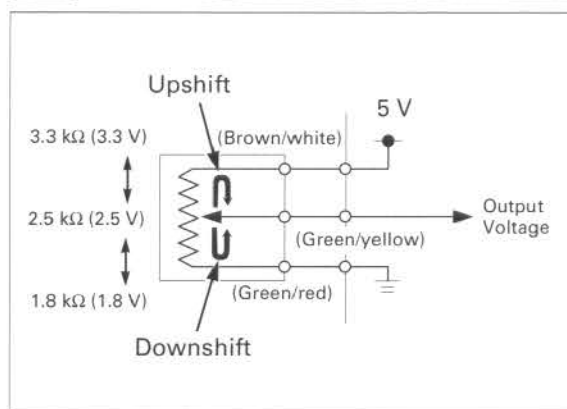 Upshift
5 V
3.3 kΩ (3.3 V)
(Brown/white)
2.5 kΩ (2.5 V)
Output
Voltage
(Green/yellow)
1.8 kΩ (1.8 V)
(Green/red)
Downshift